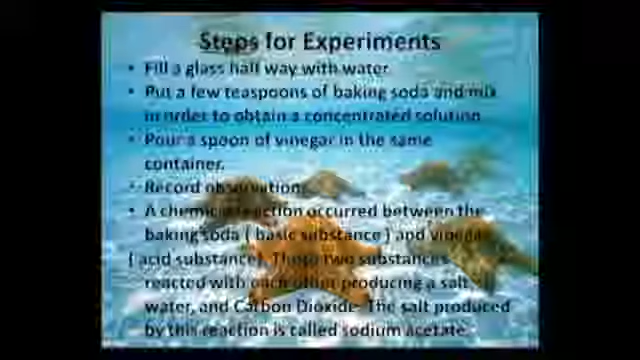 Steps for Experiments
• Fill a glass half way with water.
• Put a few teaspoons of baking soda and mix
in order to obtain a concentrated solution
• Pour a spoon of vinegar in the same
container.
• Record observations
• A chemical reaction occurred between the
baking soda ( basic substance ) and vinegar
( acid substance). These two substances
reacted with each other producing a salt,
water, and Carbon Dioxide. The salt produced
by this reaction is called sodium acetate